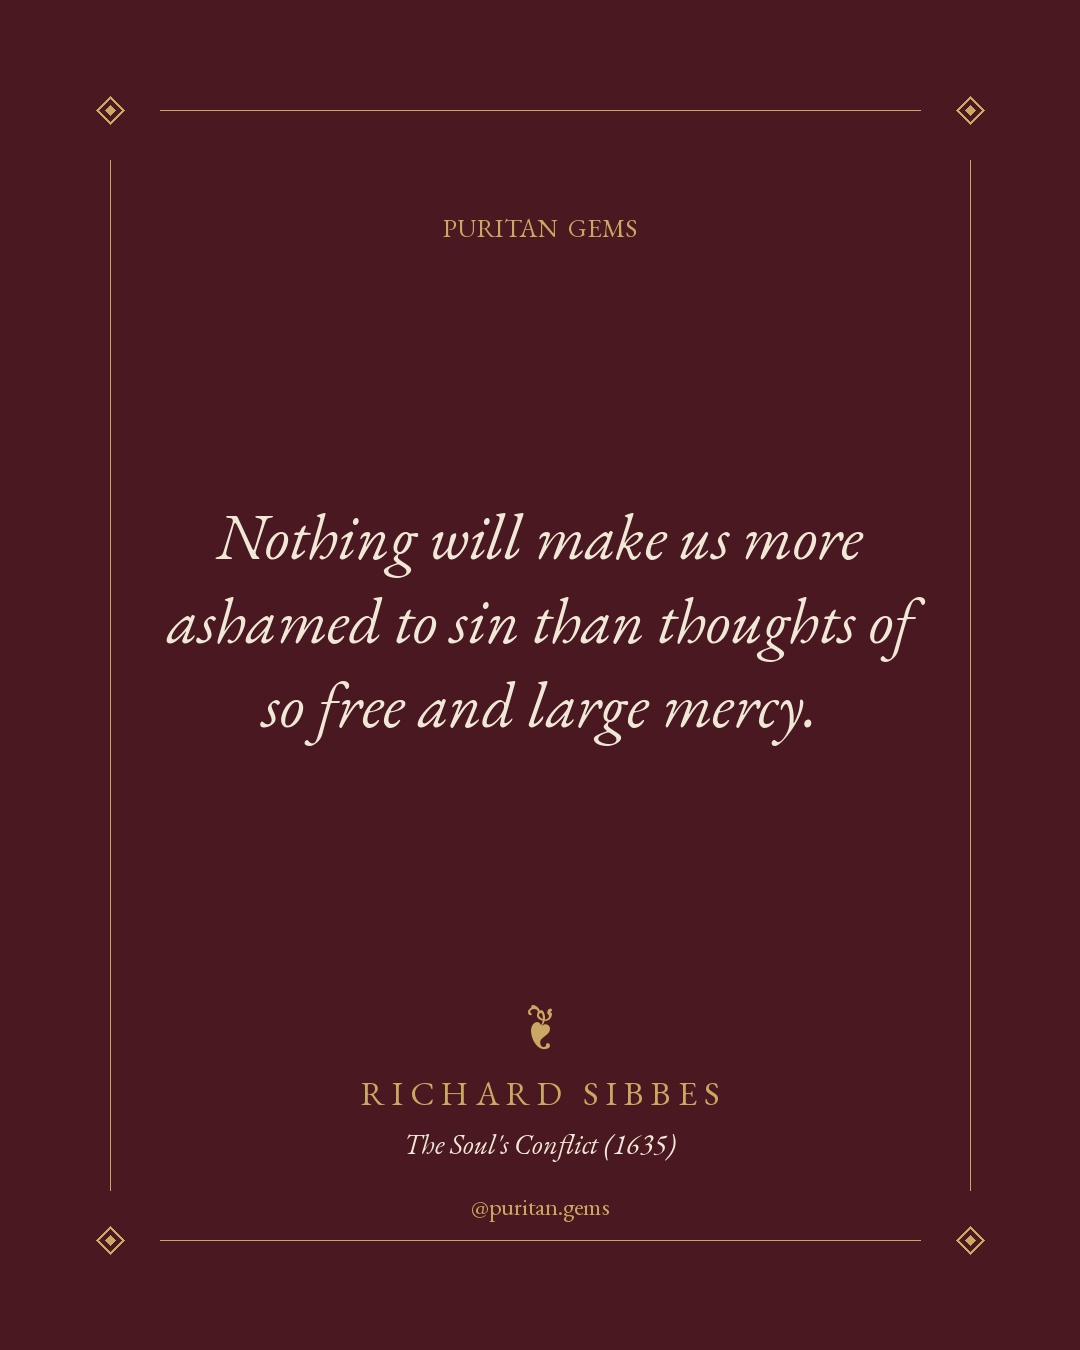 PURITAN GEMS
Nothing will make us more
ashamed to sin than thoughts of
so free and large mercy.
RICHARD SIBBES
The Soul's Conflict (1635)
@puritan.gems